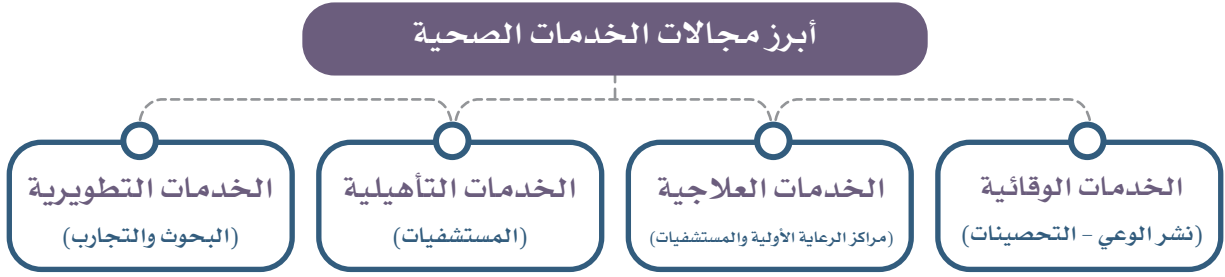 أبرز مجالات الخدمات الصحية
الخدمات الوقائية
(نشر الوعي – التحصينات)
الخدمات العلاجية
(مراكز الرعاية الأولية والمستشفيات)
الخدمات التأهيلية
(المستشفيات)
الخدمات التطويرية
(البحوث والتجارب)